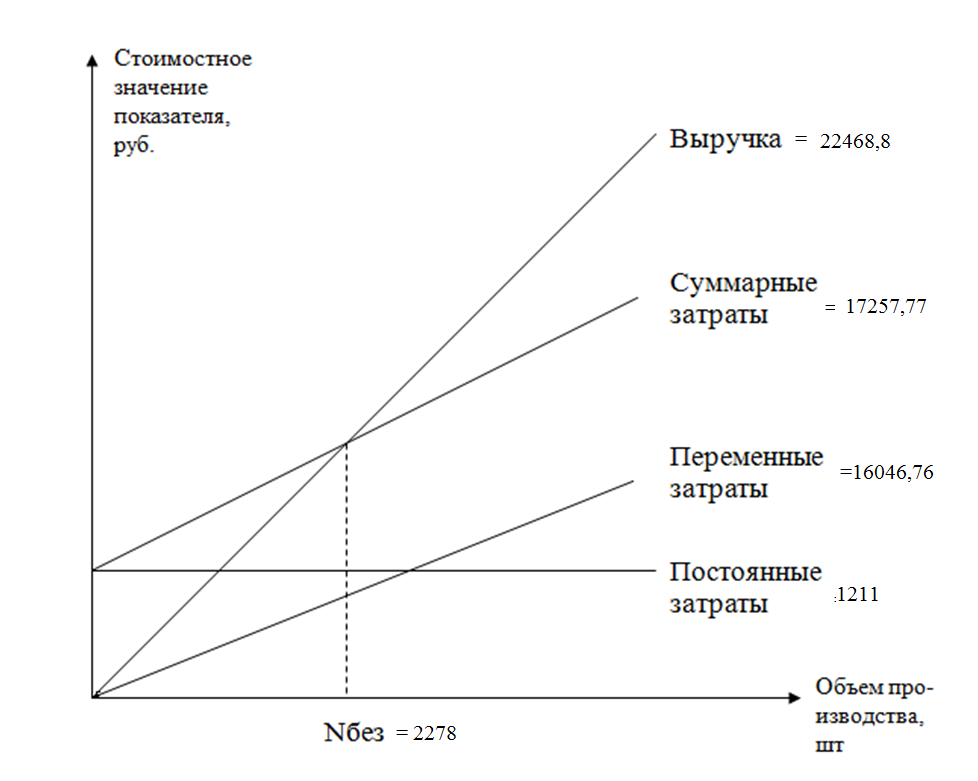 Стоимостное
значение
показателя,
руб.
Выручка = 22468,8
Суммарные
затраты = 17257,77
Переменные
затраты =16046,76
Постоянные
затраты :1211
Объем про-
изводства,
шт
Nбез = 2278